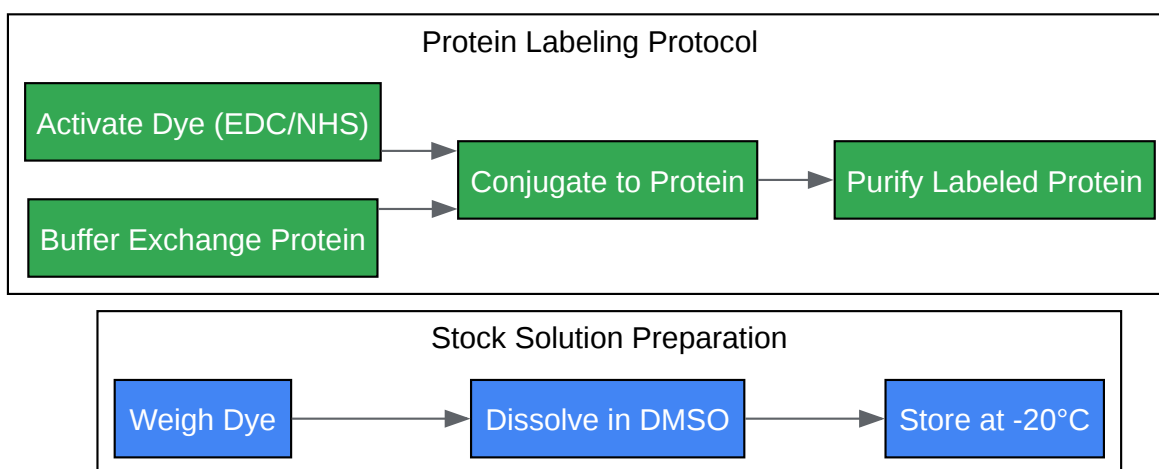 Protein Labeling Protocol
Activate Dye (EDC/NHS)
Buffer Exchange Protein
Conjugate to Protein
Purify Labeled Protein
Stock Solution Preparation
Weigh Dye
Dissolve in DMSO
Store at -20°C